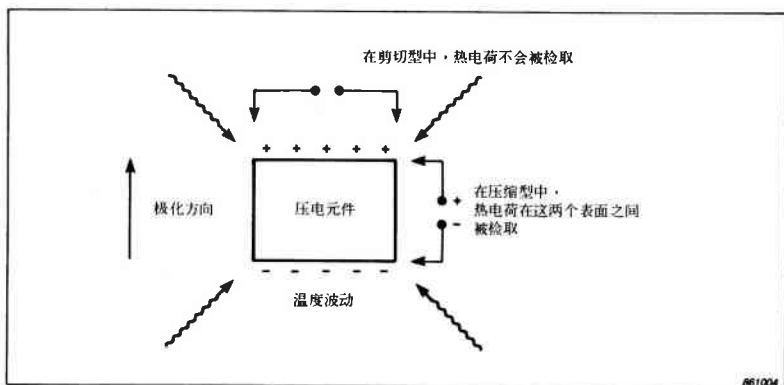 在剪切型中，热电荷不会被检取
+ + + + +
极化方向
压电元件
+ 在压缩型中，
热电荷在这两个表面之间
− 被检取
− − − − −
温度波动
861004